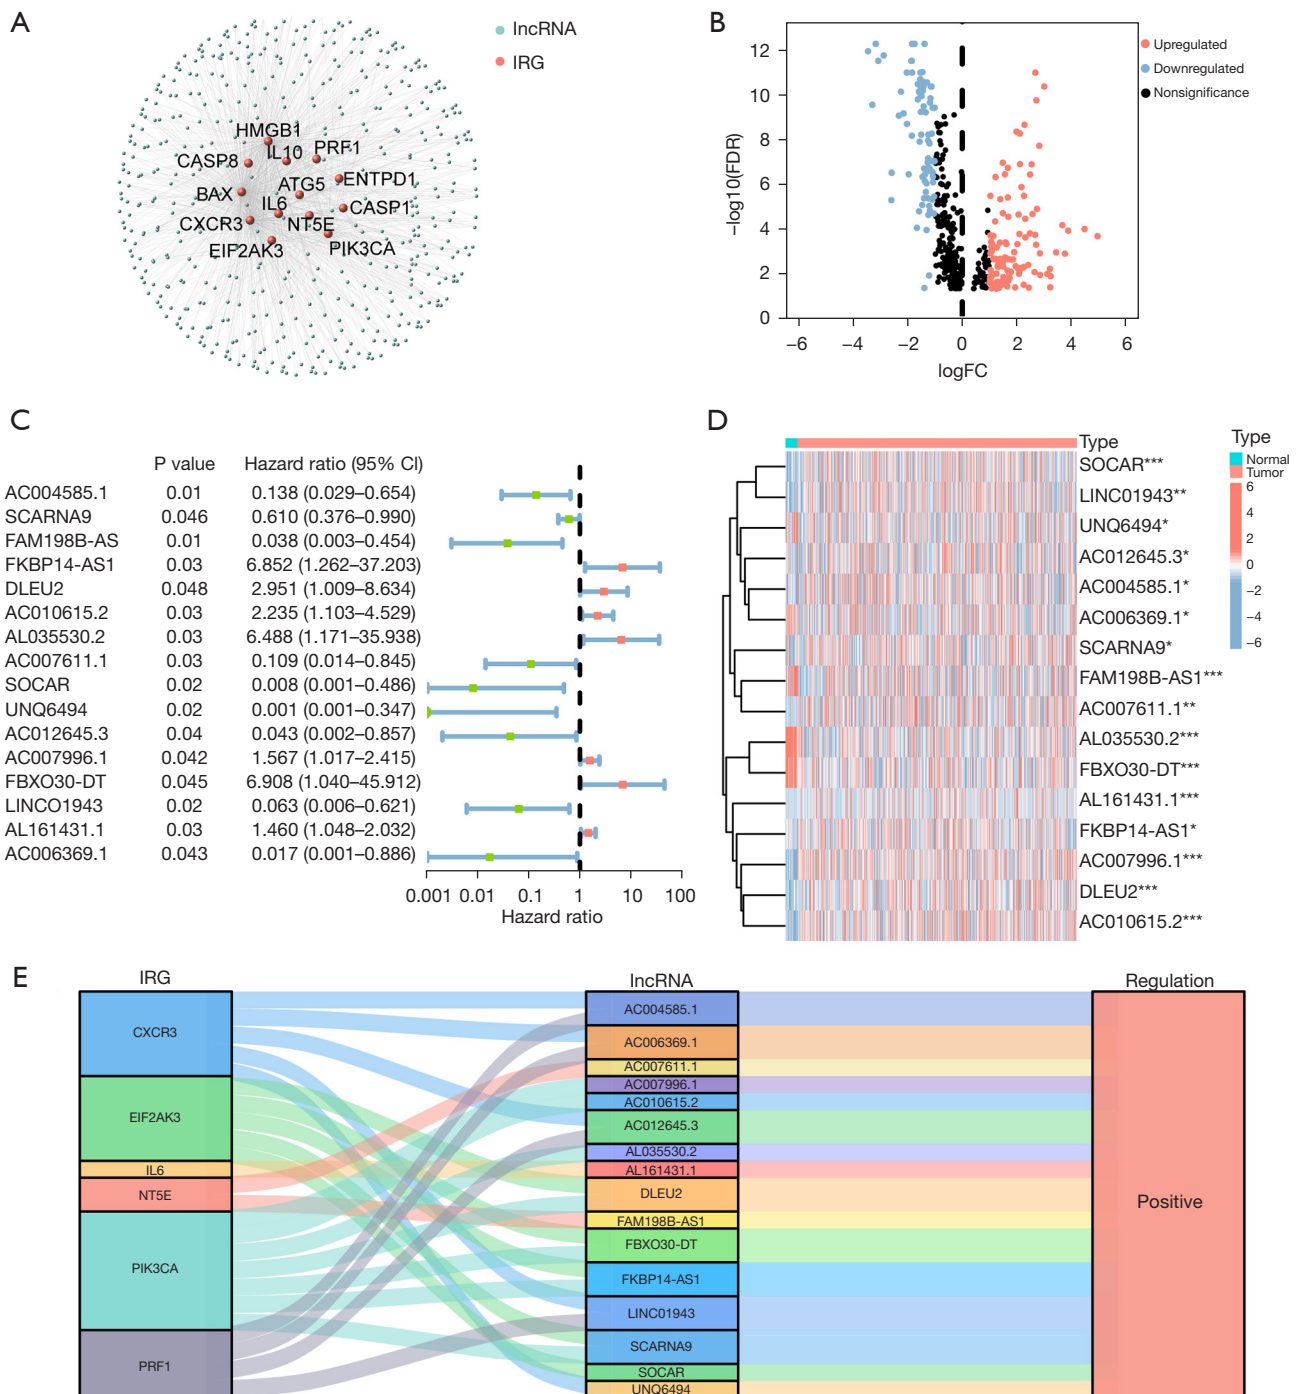 A
lncRNA
IRG
HMGB1
IL10
PRF1
CASP8
ENTPD1
ATG5
BAX
IL6
CASP1
CXCR3
NT5E
EIF2AK3
PIK3CA
B
Upregulated
Downregulated
Nonsignificance
−log10(FDR)
12
10
8
6
4
2
0
−6 −4 −2 0 2 4 6
logFC
C
P value Hazard ratio (95% CI)
AC004585.1 0.01 0.138 (0.029–0.654)
SCARNA9 0.046 0.610 (0.376–0.990)
FAM198B-AS 0.01 0.038 (0.003–0.454)
FKBP14-AS1 0.03 6.852 (1.262–37.203)
DLEU2 0.048 2.951 (1.009–8.634)
AC010615.2 0.03 2.235 (1.103–4.529)
AL035530.2 0.03 6.488 (1.171–35.938)
AC007611.1 0.03 0.109 (0.014–0.845)
SOCAR 0.02 0.008 (0.001–0.486)
UNQ6494 0.02 0.001 (0.001–0.347)
AC012645.3 0.04 0.043 (0.002–0.857)
AC007996.1 0.042 1.567 (1.017–2.415)
FBXO30-DT 0.045 6.908 (1.040–45.912)
LINCO1943 0.02 0.063 (0.006–0.621)
AL161431.1 0.03 1.460 (1.048–2.032)
AC006369.1 0.043 0.017 (0.001–0.886)
0.001 0.01 0.1 1 10 100
Hazard ratio
D
Type
SOCAR***
LINC01943**
UNQ6494*
AC012645.3*
AC004585.1*
AC006369.1*
SCARNA9*
FAM198B-AS1***
AC007611.1**
AL035530.2***
FBXO30-DT***
AL161431.1***
FKBP14-AS1*
AC007996.1***
DLEU2***
AC010615.2***
Type
Normal
Tumor
6
4
2
0
−2
−4
−6
E
IRG lncRNA Regulation
CXCR3
EIF2AK3
IL6
NT5E
PIK3CA
PRF1
AC004585.1
AC006369.1
AC007611.1
AC007996.1
AC010615.2
AC012645.3
AL035530.2
AL161431.1
DLEU2
FAM198B-AS1
FBXO30-DT
FKBP14-AS1
LINC01943
SCARNA9
SOCAR
UNQ6494
Positive